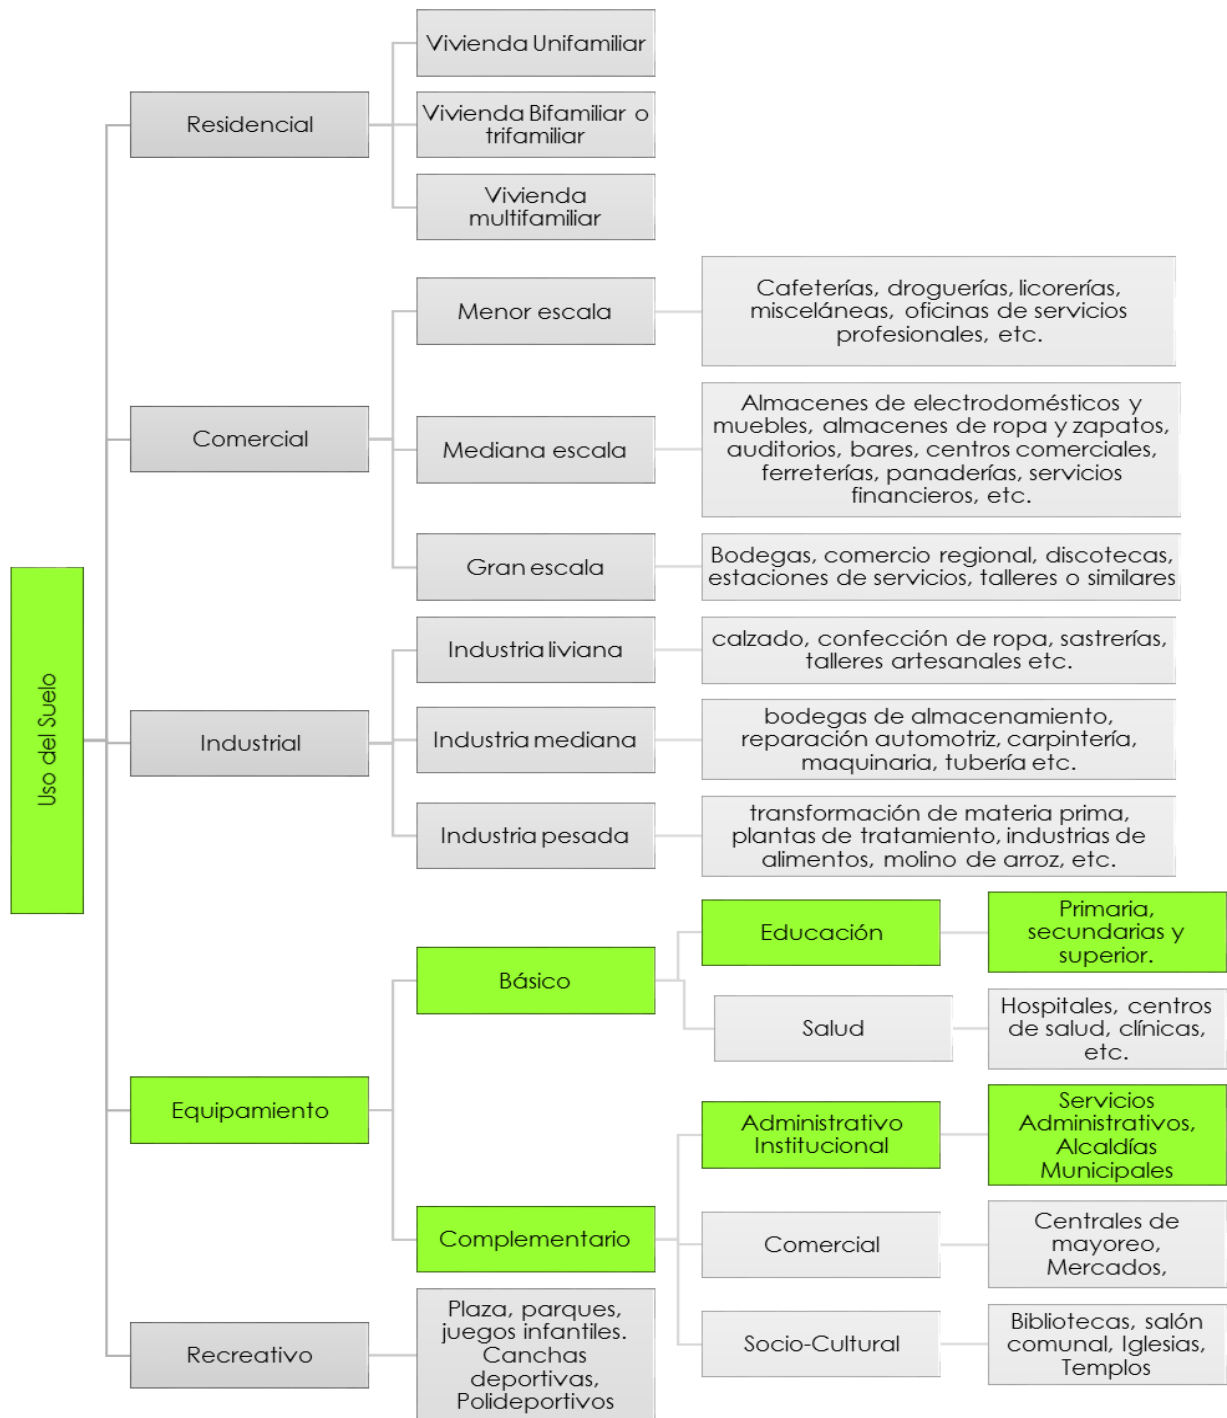 Uso del Suelo
Residencial
Vivienda Unifamiliar
Vivienda Bifamiliar o
trifamiliar
Vivienda
multifamiliar
Comercial
Menor escala
Cafeterías, droguerías, licorerías,
misceláneas, oficinas de servicios
profesionales, etc.
Mediana escala
Almacenes de electrodomésticos y
muebles, almacenes de ropa y zapatos,
auditorios, bares, centros comerciales,
ferreterías, panaderías, servicios
financieros, etc.
Gran escala
Bodegas, comercio regional, discotecas,
estaciones de servicios, talleres o similares
Industrial
Industria liviana
calzado, confección de ropa, sastrerías,
talleres artesanales etc.
Industria mediana
bodegas de almacenamiento,
reparación automotriz, carpintería,
maquinaria, tubería etc.
Industria pesada
transformación de materia prima,
plantas de tratamiento, industrias de
alimentos, molino de arroz, etc.
Equipamiento
Básico
Educación
Primaria,
secundarias y
superior.
Salud
Hospitales, centros
de salud, clínicas,
etc.
Complementario
Administrativo
Institucional
Servicios
Administrativos,
Alcaldías
Municipales
Comercial
Centrales de
mayoreo,
Mercados,
Socio-Cultural
Bibliotecas, salón
comunal, Iglesias,
Templos
Recreativo
Plaza, parques,
juegos infantiles.
Canchas
deportivas,
Polideportivos